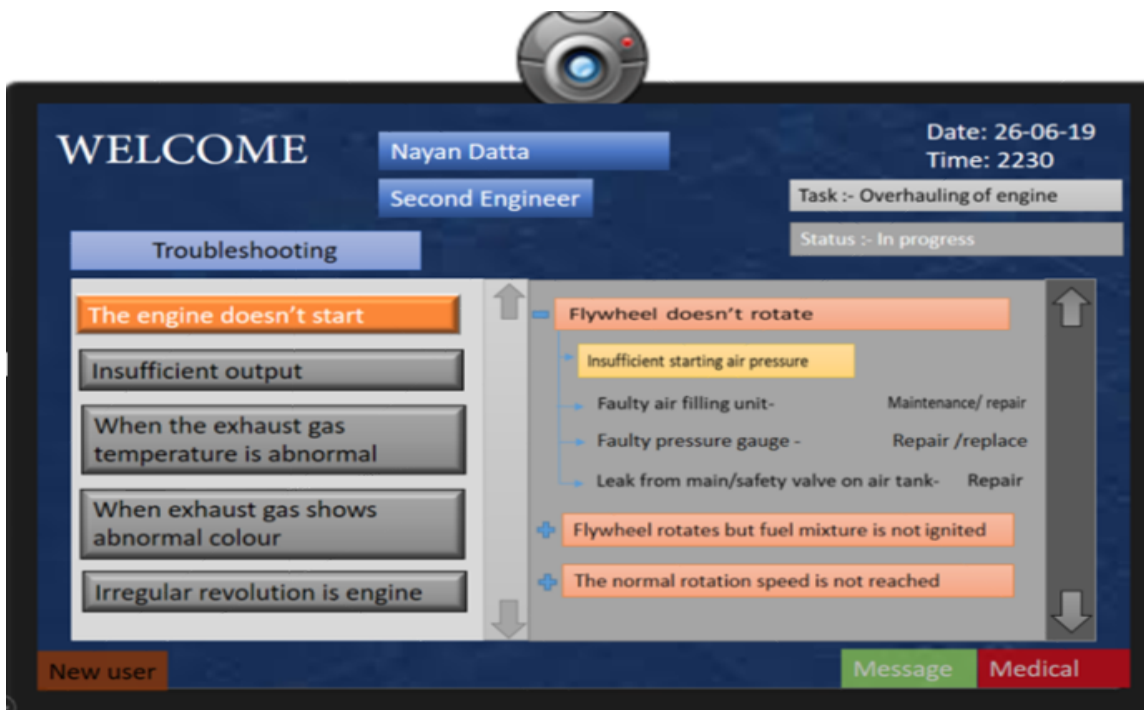 WELCOME
Nayan Datta
Second Engineer
Date: 26-06-19
Time: 2230
Task :- Overhauling of engine
Status :- In progress
Troubleshooting
The engine doesn't start
Insufficient output
When the exhaust gas
temperature is abnormal
When exhaust gas shows
abnormal colour
Irregular revolution is engine
Flywheel doesn't rotate
Insufficient starting air pressure
Faulty air filling unit- Maintenance/ repair
Faulty pressure gauge - Repair /replace
Leak from main/safety valve on air tank- Repair
Flywheel rotates but fuel mixture is not ignited
The normal rotation speed is not reached
New user
Message
Medical